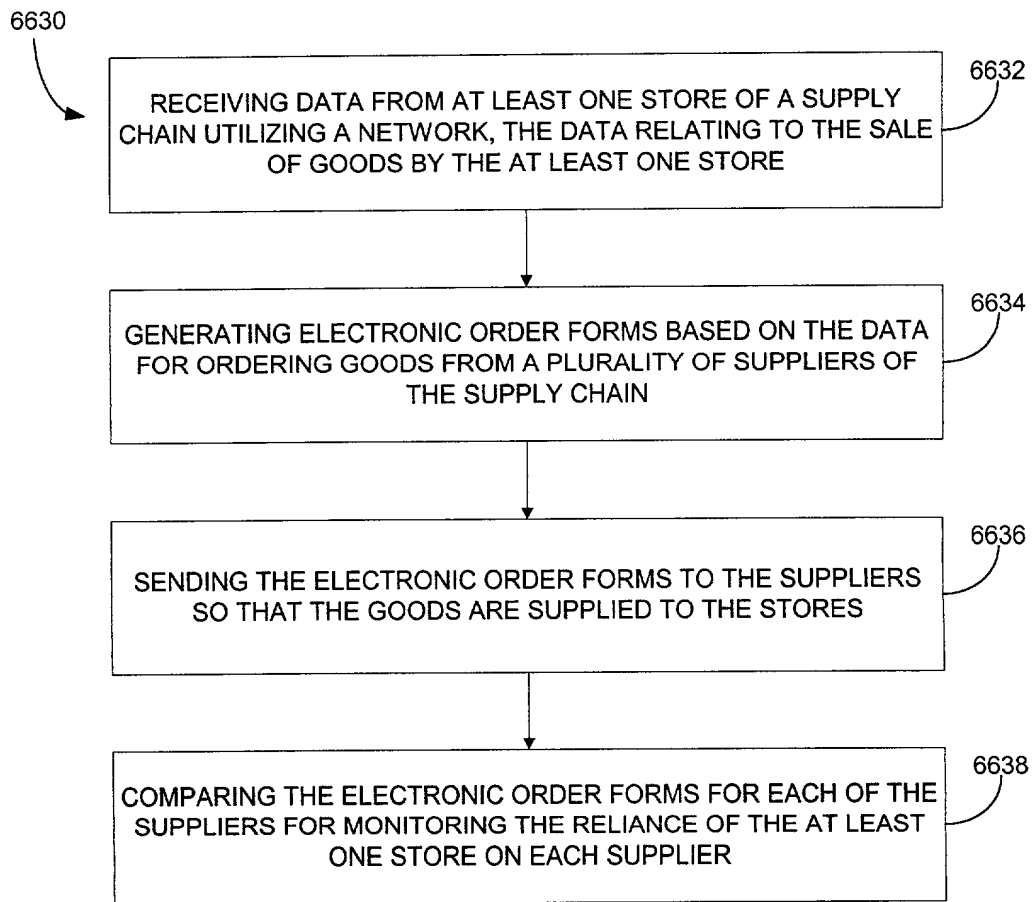 6630
6632
RECEIVING DATA FROM AT LEAST ONE STORE OF A SUPPLY
CHAIN UTILIZING A NETWORK, THE DATA RELATING TO THE SALE
OF GOODS BY THE AT LEAST ONE STORE
6634
GENERATING ELECTRONIC ORDER FORMS BASED ON THE DATA
FOR ORDERING GOODS FROM A PLURALITY OF SUPPLIERS OF
THE SUPPLY CHAIN
6636
SENDING THE ELECTRONIC ORDER FORMS TO THE SUPPLIERS
SO THAT THE GOODS ARE SUPPLIED TO THE STORES
6638
COMPARING THE ELECTRONIC ORDER FORMS FOR EACH OF THE
SUPPLIERS FOR MONITORING THE RELIANCE OF THE AT LEAST
ONE STORE ON EACH SUPPLIER